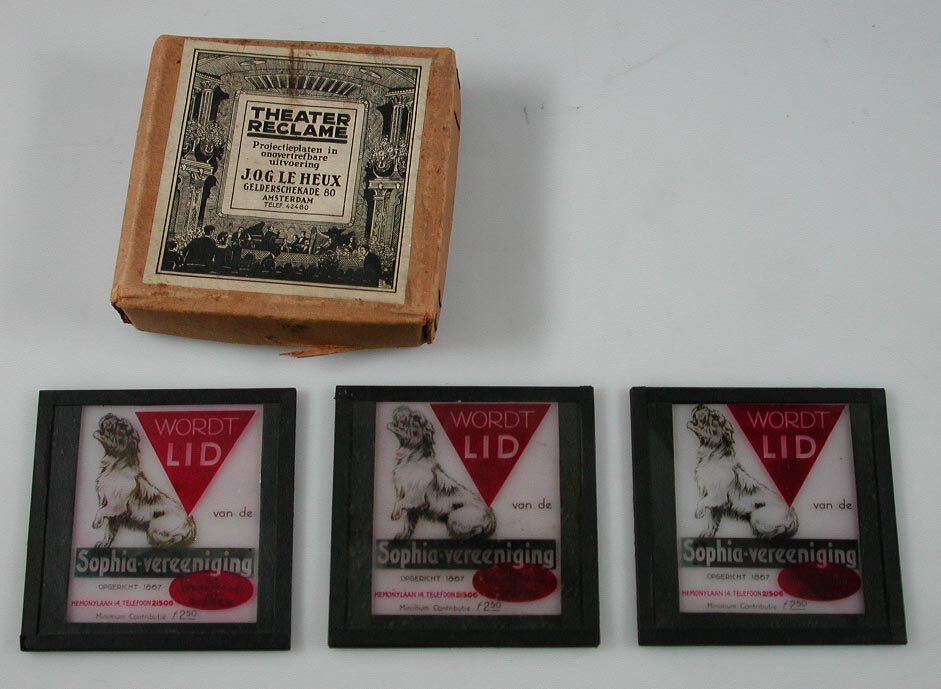 THEATER
RECLAME
Projectieplaten in
onovertrefbare
uitvoering
J.O.G. LE HEUX
GELDERSCHEKADE 80
AMSTERDAM
TELEF. 42480
WORDT
LID
van de
Sophia-vereeniging
OPGERICHT 1867
HEMONYLAAN 14. TELEFOON 21506
Minimum Contributie f 2.50
WORDT
LID
van de
Sophia-vereeniging
OPGERICHT 1867
HEMONYLAAN 14. TELEFOON 21506
Minimum Contributie f 2.50
WORDT
LID
van de
Sophia-vereeniging
OPGERICHT 1867
HEMONYLAAN 14. TELEFOON 21506
Minimum Contributie f 2.50